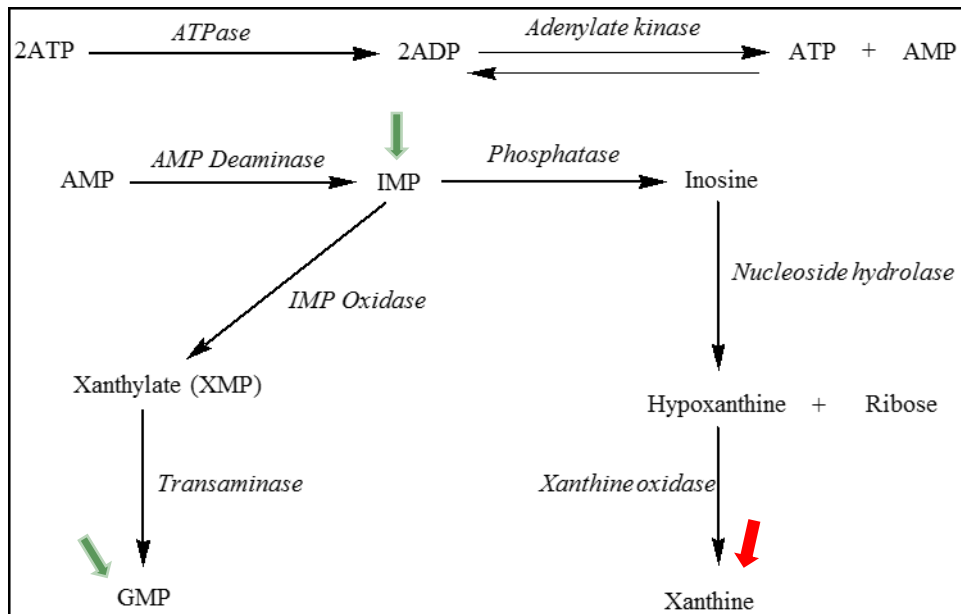 ATPase Adenylate kinase
2ATP 2ADP ATP + AMP
AMP Deaminase Phosphatase
AMP IMP Inosine
Nucleoside hydrolase
IMP Oxidase
Xanthylate (XMP)
Hypoxanthine + Ribose
Transaminase Xanthine oxidase
GMP Xanthine